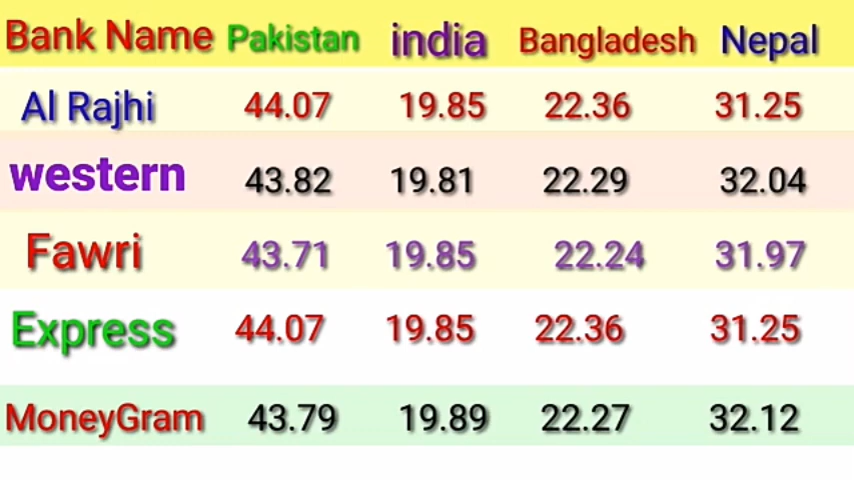 Bank Name Pakistan india Bangladesh Nepal
Al Rajhi 44.07 19.85 22.36 31.25
western 43.82 19.81 22.29 32.04
Fawri 43.71 19.85 22.24 31.97
Express 44.07 19.85 22.36 31.25
MoneyGram 43.79 19.89 22.27 32.12